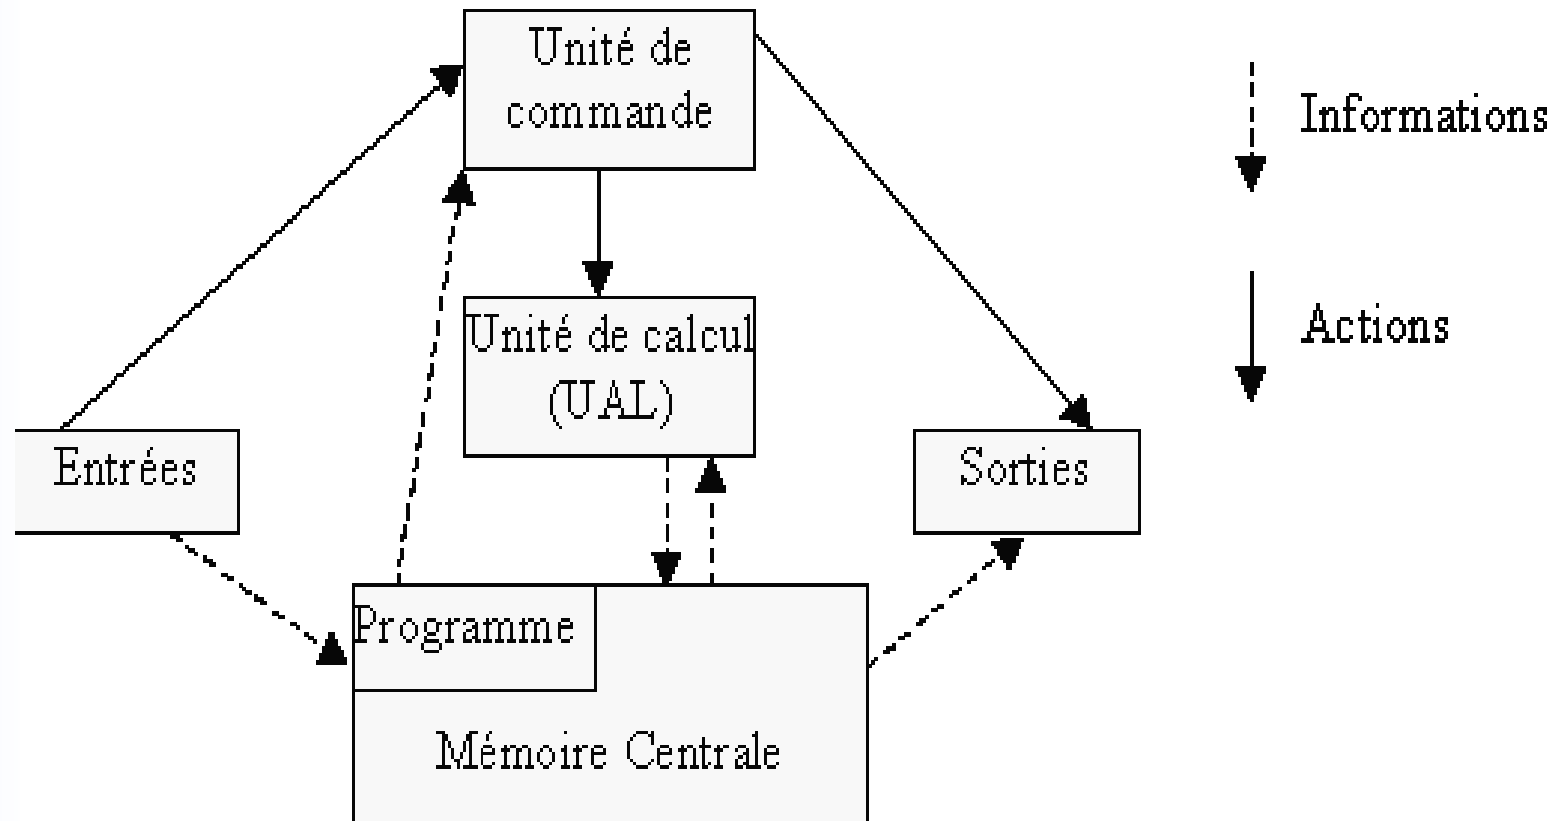 Unité de
commande
Informations
Unité de calcul
(UAL)
Actions
Entrées
Sorties
Programme
Mémoire Centrale